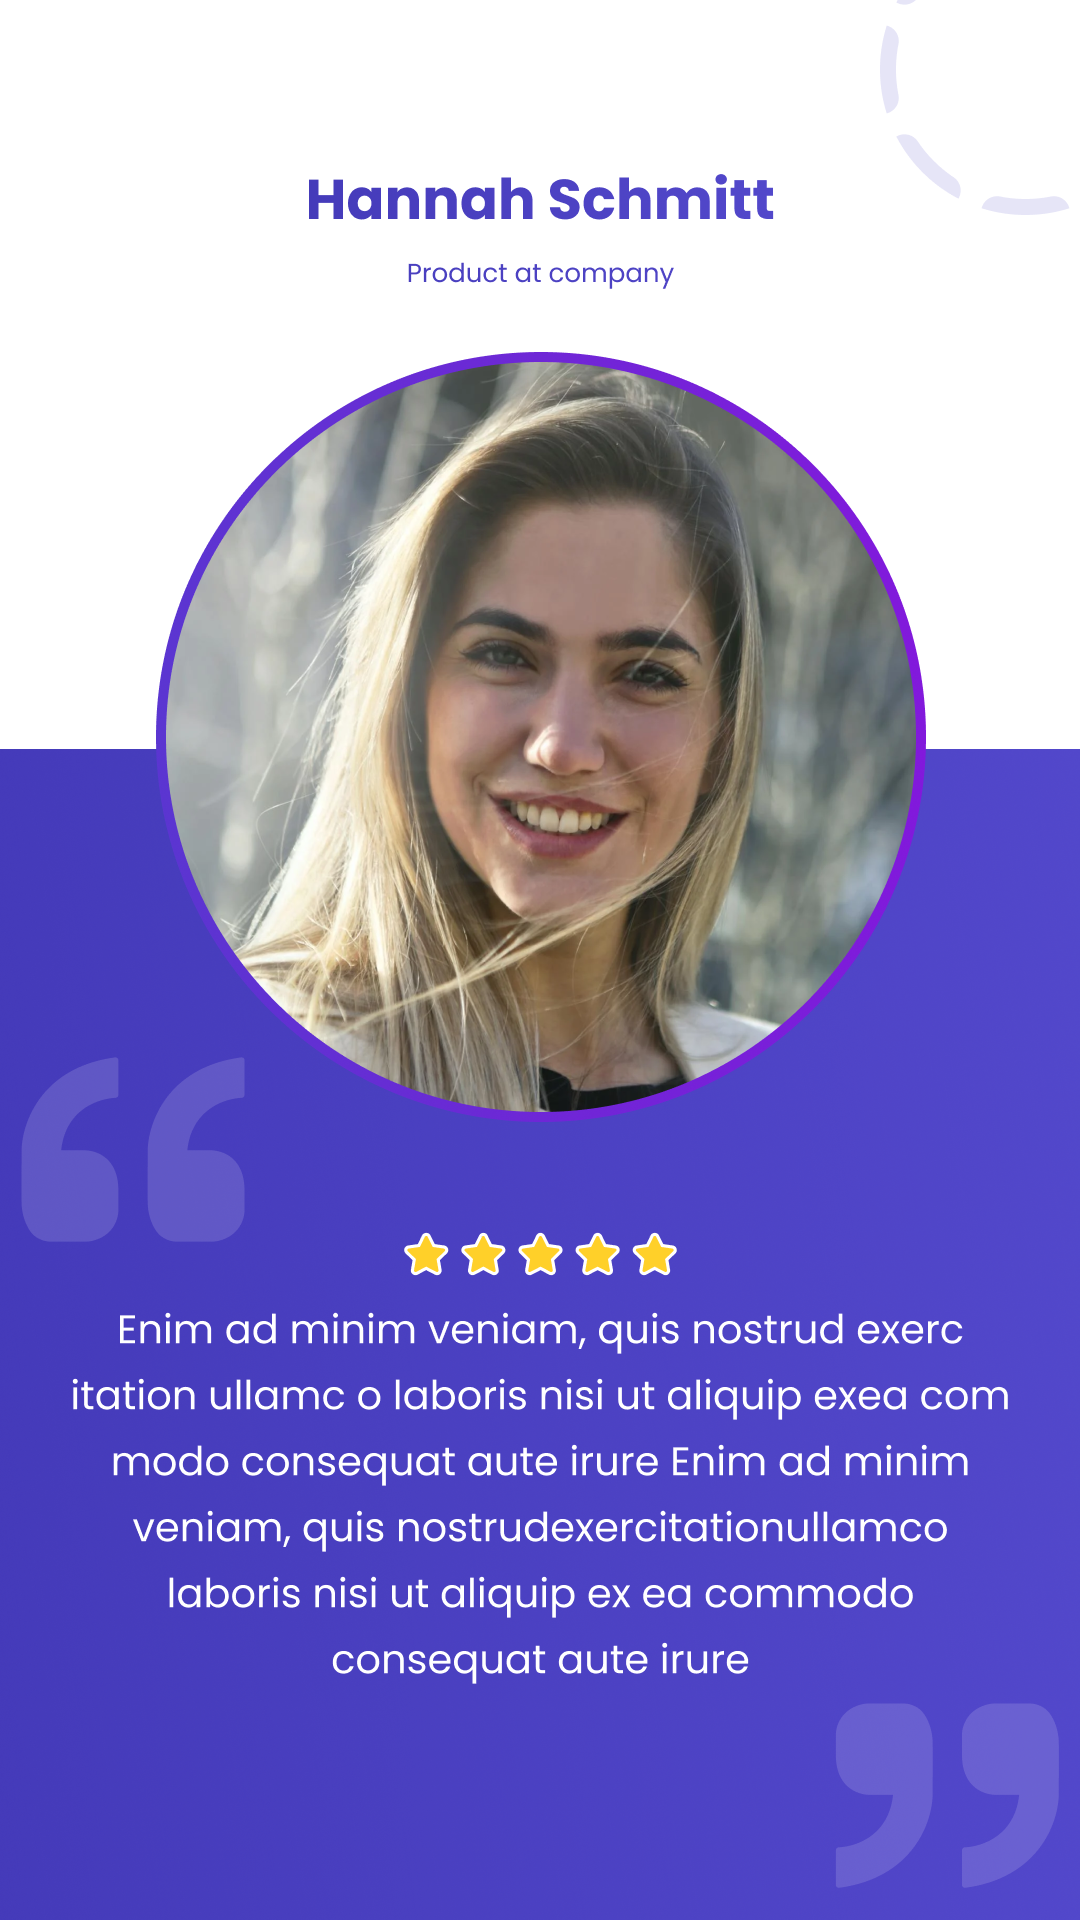 Hannah Schmitt
Product at company
Enim ad minim veniam, quis nostrud exerc
itation ullamc o laboris nisi ut aliquip exea com
modo consequat aute irure Enim ad minim
veniam, quis nostrudexercitationullamco
laboris nisi ut aliquip ex ea commodo
consequat aute irure